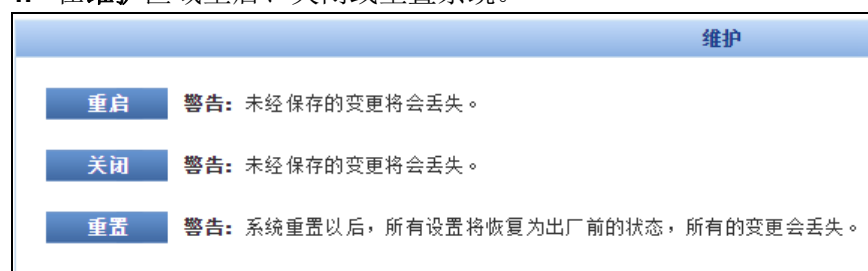 维护
重启 警告：未经保存的变更将会丢失。
关闭 警告：未经保存的变更将会丢失。
重置 警告：系统重置以后，所有设置将恢复为出厂前的状态，所有的变更会丢失。